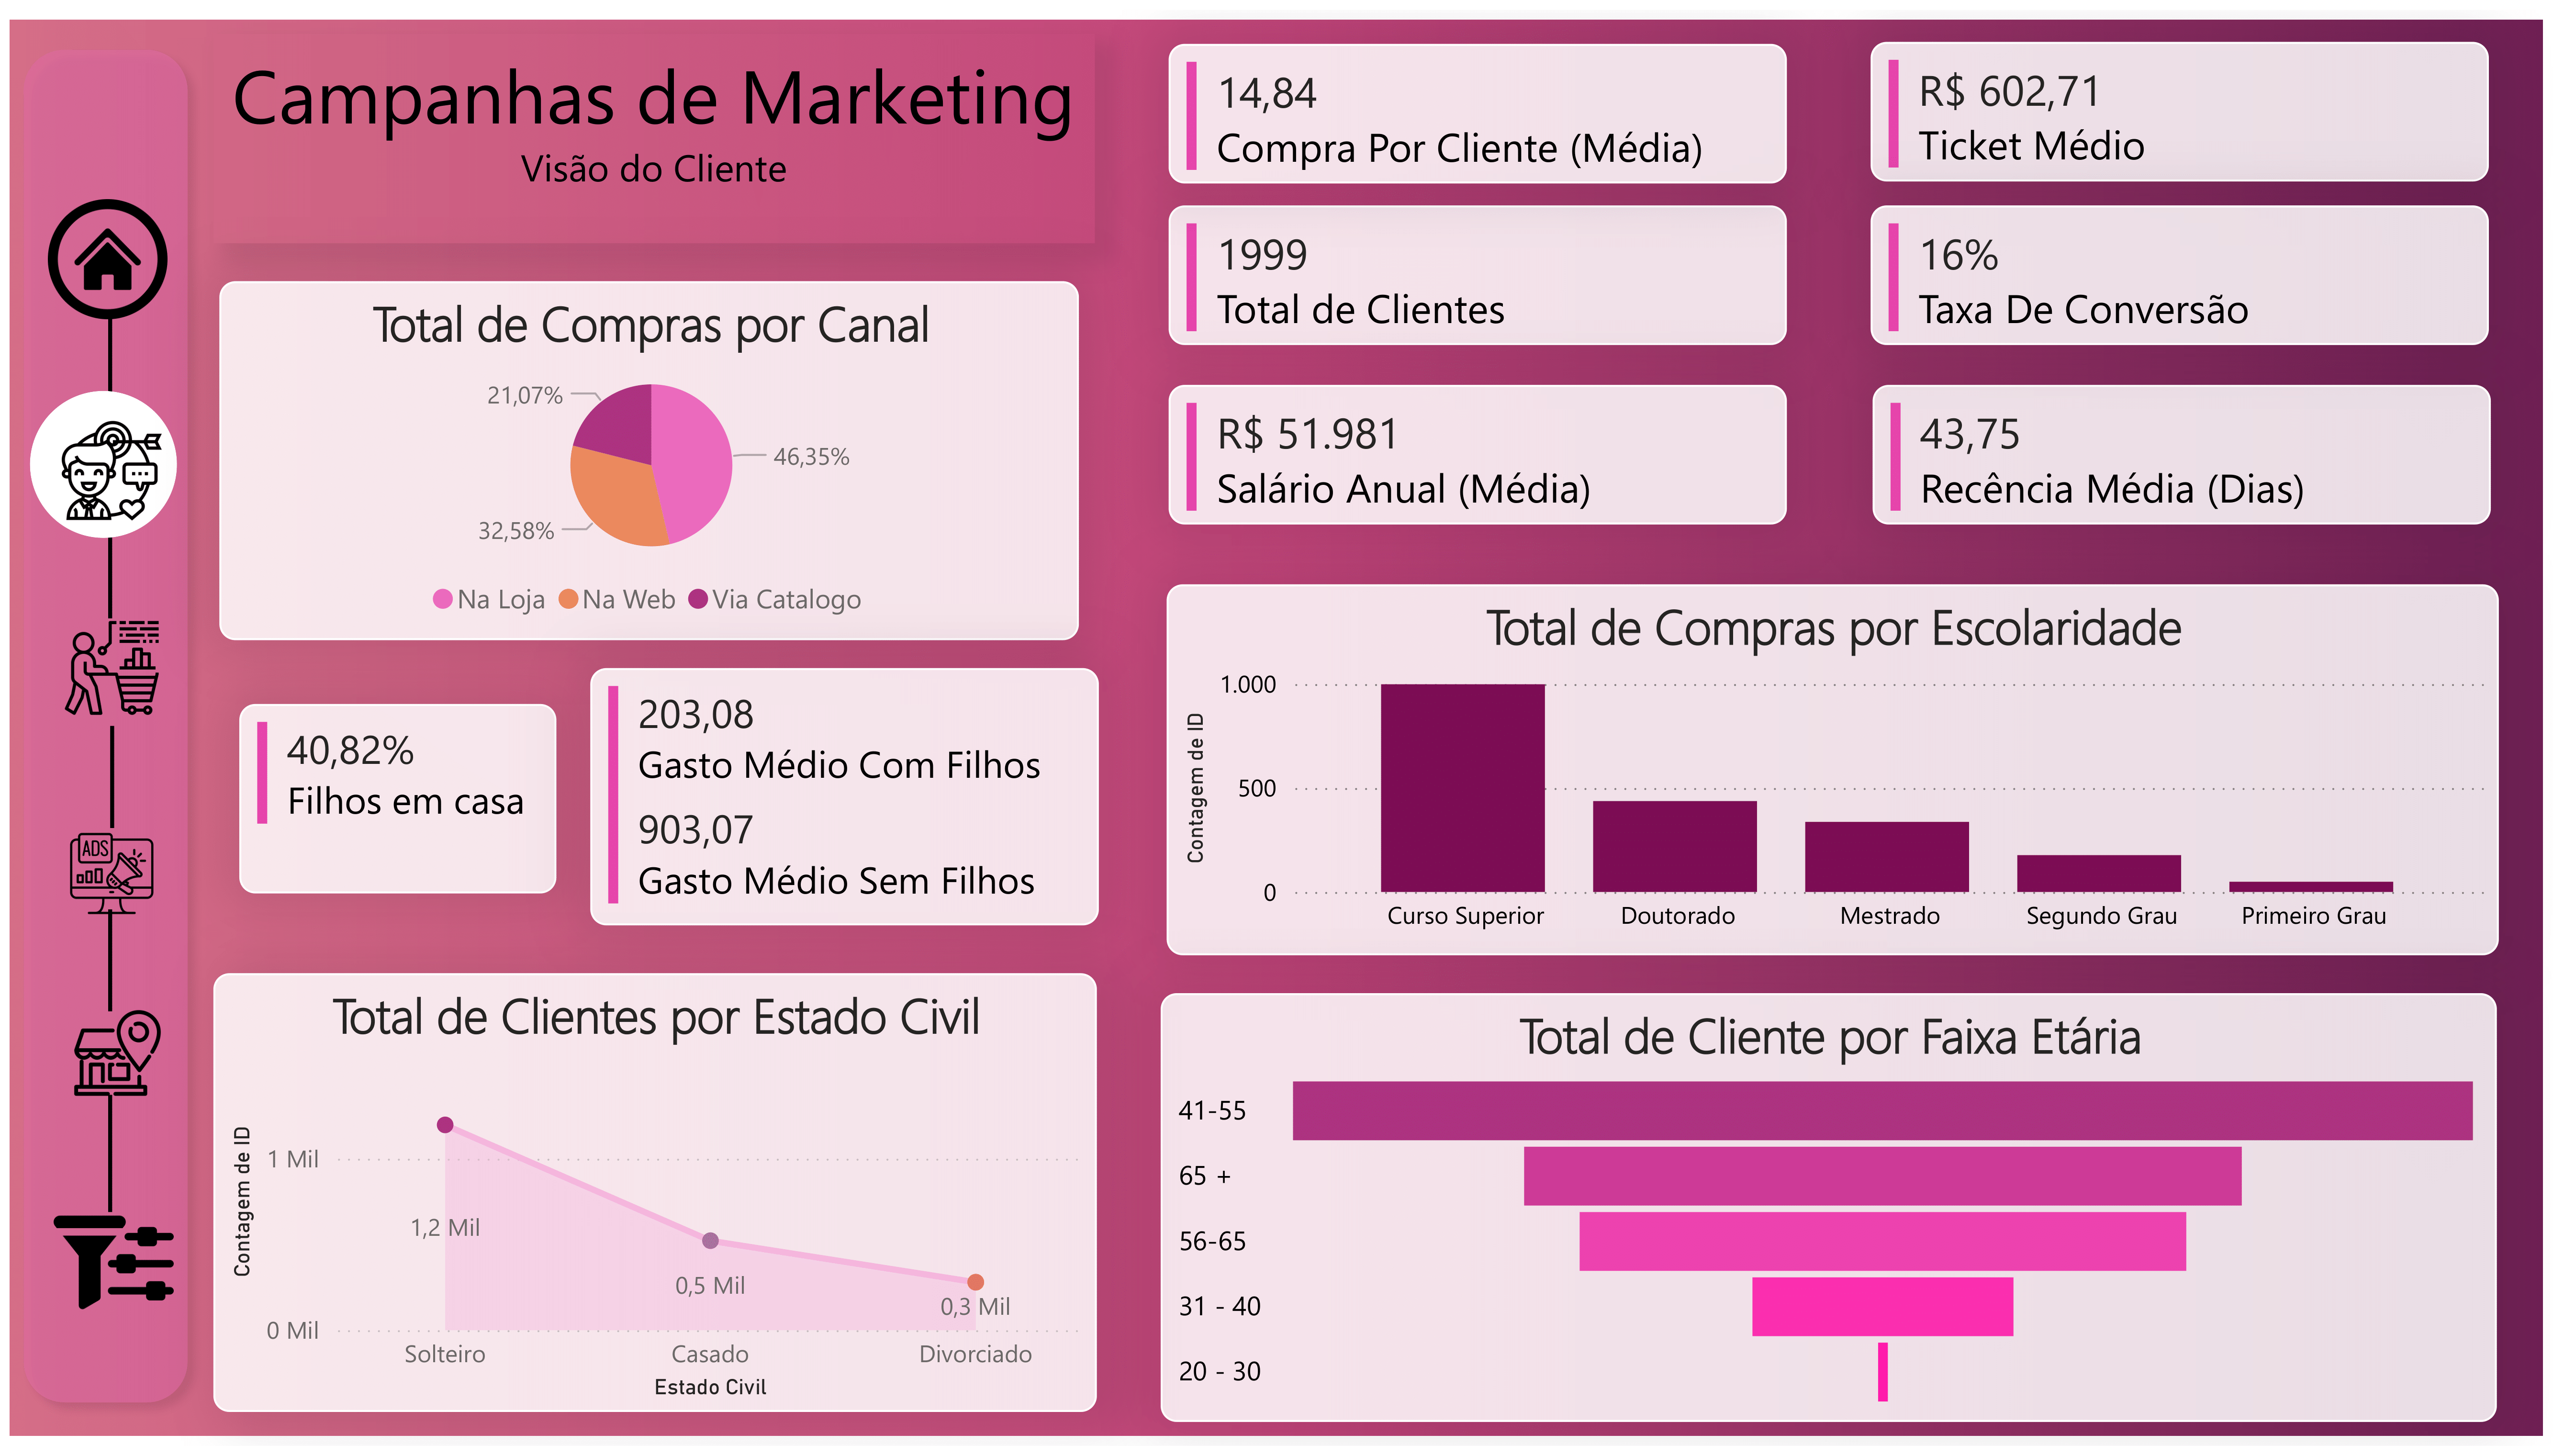 Campanhas de Marketing
Visão do Cliente
14,84
Compra Por Cliente (Média)
R$ 602,71
Ticket Médio
1999
Total de Clientes
16%
Taxa De Conversão
R$ 51.981
Salário Anual (Média)
43,75
Recência Média (Dias)
Total de Compras por Canal
21,07%
46,35%
32,58%
Na Loja Na Web Via Catalogo
40,82%
Filhos em casa
203,08
Gasto Médio Com Filhos
903,07
Gasto Médio Sem Filhos
ADS
Total de Compras por Escolaridade
Contagem de ID
1.000
500
0
Curso Superior Doutorado Mestrado Segundo Grau Primeiro Grau
Total de Clientes por Estado Civil
Contagem de ID
1 Mil
0 Mil
1,2 Mil
0,5 Mil
0,3 Mil
Solteiro Casado Divorciado
Estado Civil
Total de Cliente por Faixa Etária
41-55
65 +
56-65
31 - 40
20 - 30